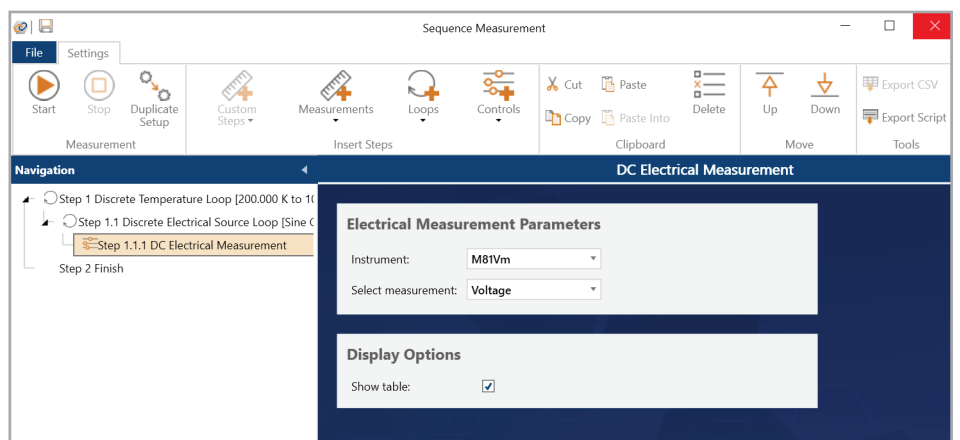 Sequence Measurement
File Settings
Start Stop Duplicate Setup Custom Steps Measurements Loops Controls Cut Paste Copy Paste Into Delete Up Down Export CSV Export Script
Measurement Insert Steps Clipboard Move Tools
Navigation DC Electrical Measurement
Step 1 Discrete Temperature Loop [200.000 K to 10
Step 1.1 Discrete Electrical Source Loop [Sine
Step 1.1.1 DC Electrical Measurement
Step 2 Finish
Electrical Measurement Parameters
Instrument: M81Vm
Select measurement: Voltage
Display Options
Show table: